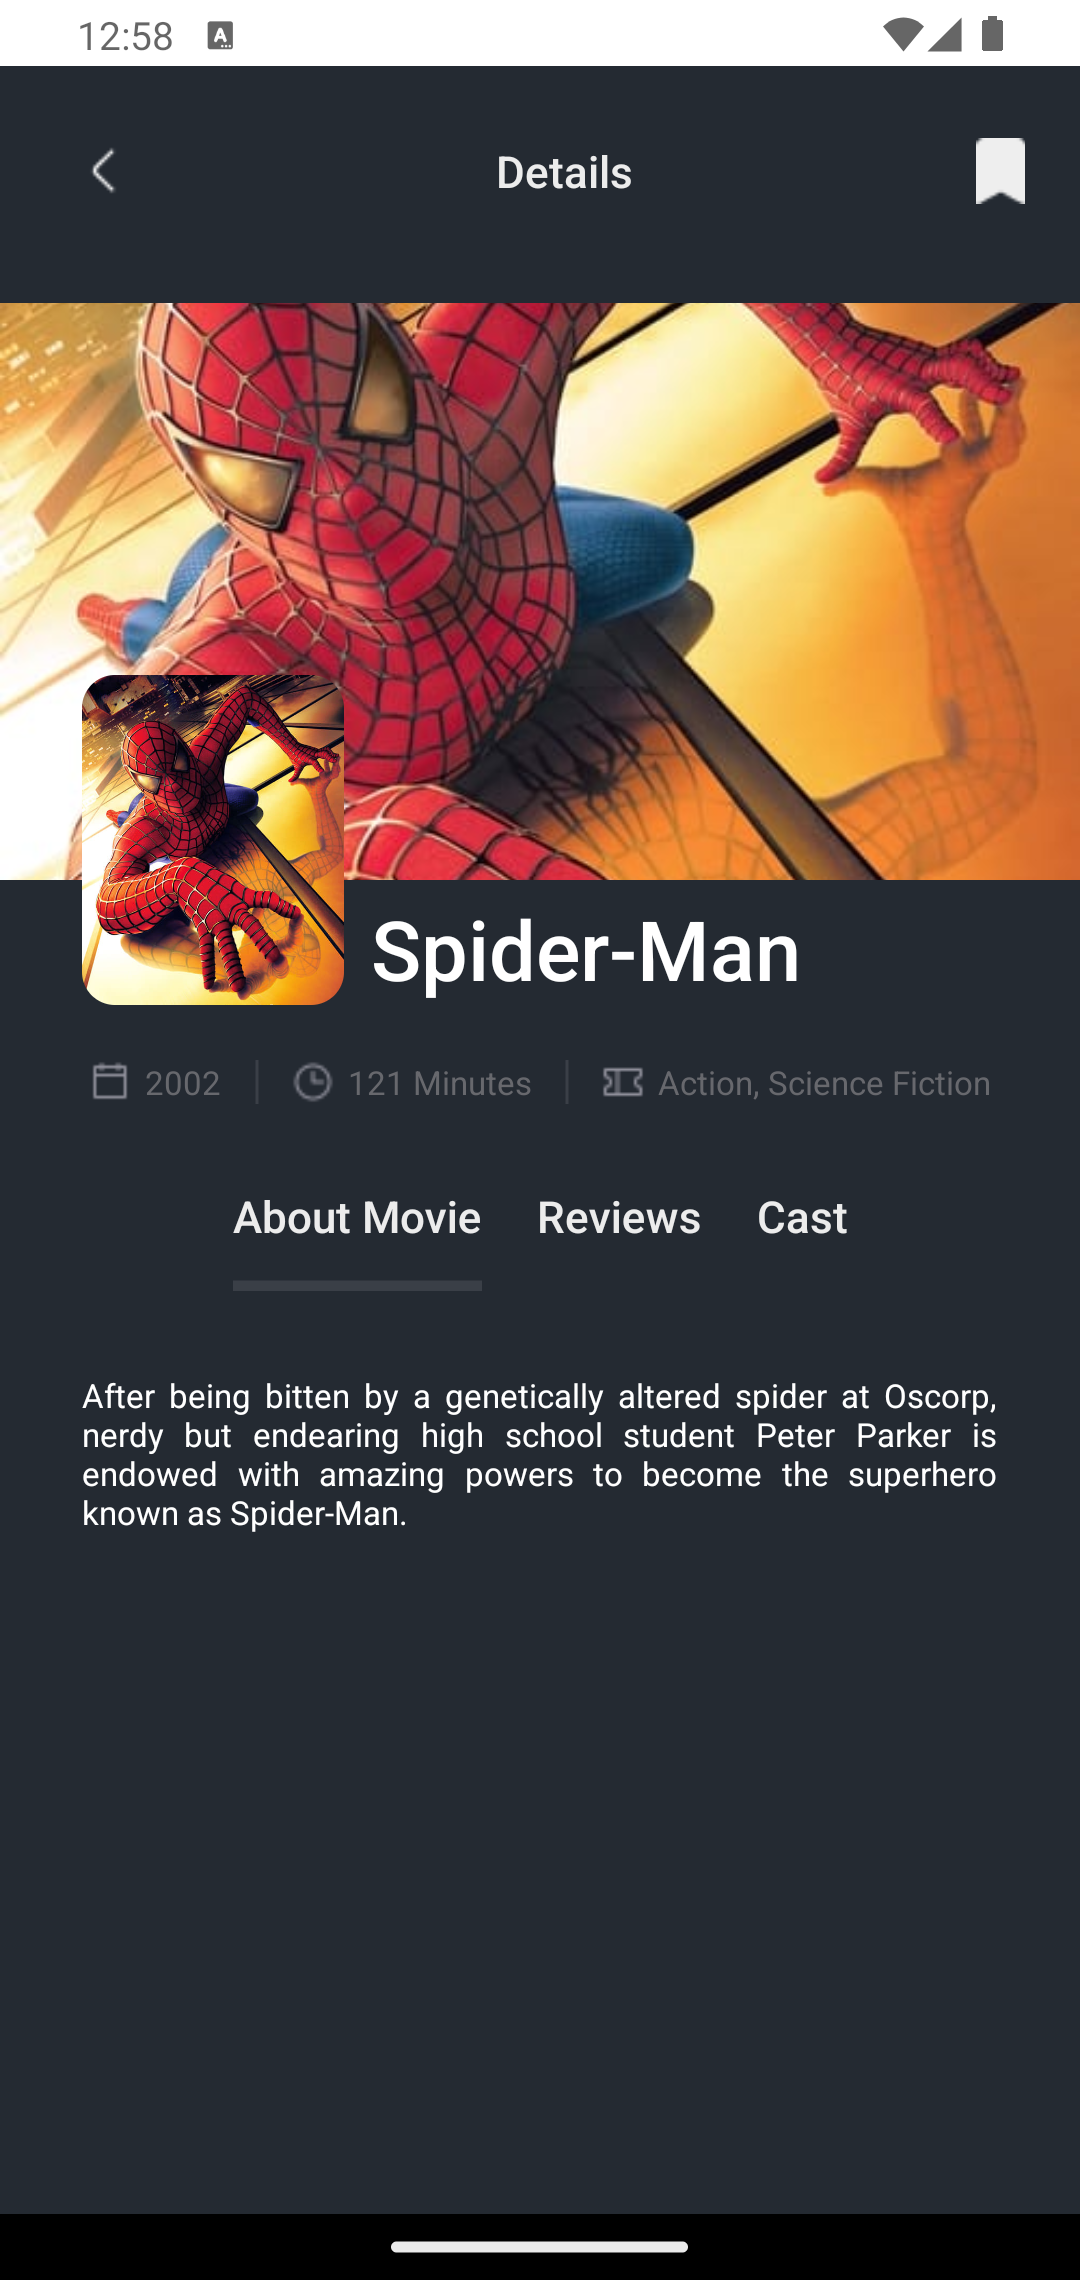 12:58
Details
Spider-Man
2002
121 Minutes
Action, Science Fiction
About Movie
Reviews
Cast
After being bitten by a genetically altered spider at Oscorp,
nerdy but endearing high school student Peter Parker is
endowed with amazing powers to become the superhero
known as Spider-Man.